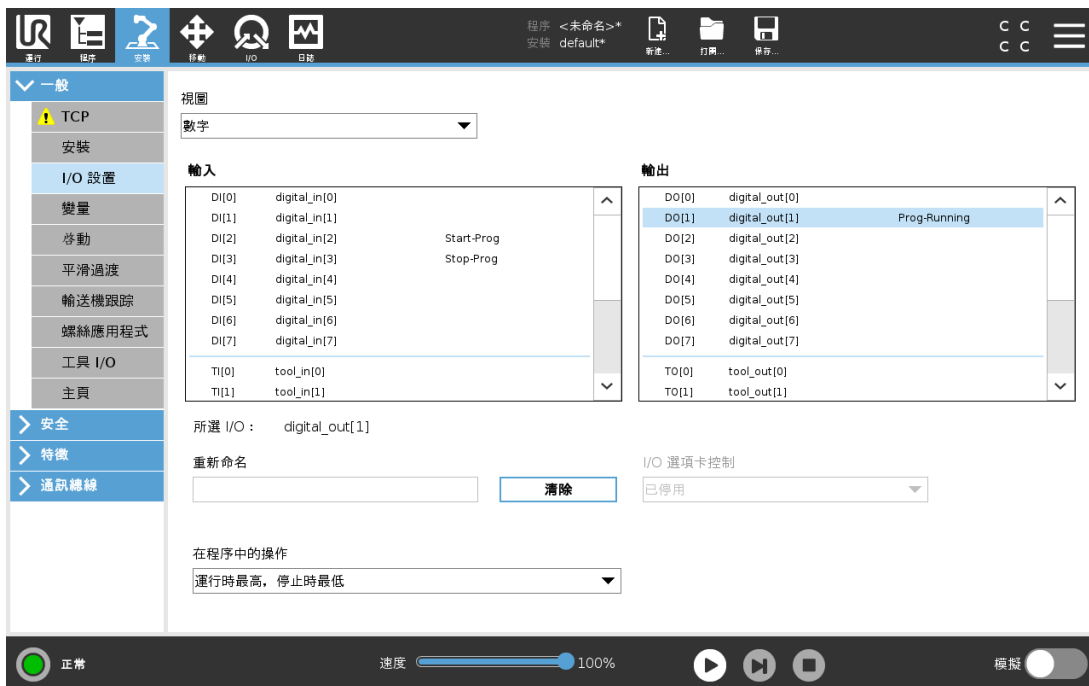 程序 <未命名>*
安裝 default*
運行
程序
安裝
移動
I/O
日誌
新建...
打開...
保存...
C C
C C
一般
TCP
安裝
I/O 設置
變量
啓動
平滑過渡
輸送機跟踪
螺絲應用程式
工具 I/O
主頁
安全
特徵
通訊總線
視圖
數字
輸入
DI[0] digital_in[0]
DI[1] digital_in[1]
DI[2] digital_in[2] Start-Prog
DI[3] digital_in[3] Stop-Prog
DI[4] digital_in[4]
DI[5] digital_in[5]
DI[6] digital_in[6]
DI[7] digital_in[7]
TI[0] tool_in[0]
TI[1] tool_in[1]
輸出
DO[0] digital_out[0]
DO[1] digital_out[1] Prog-Running
DO[2] digital_out[2]
DO[3] digital_out[3]
DO[4] digital_out[4]
DO[5] digital_out[5]
DO[6] digital_out[6]
DO[7] digital_out[7]
TO[0] tool_out[0]
TO[1] tool_out[1]
所選 I/O： digital_out[1]
重新命名
清除
I/O 選項卡控制
已停用
在程序中的操作
運行時最高，停止時最低
正常
速度 100%
模擬